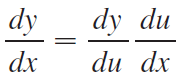 dy/dx = dy/du du/dx